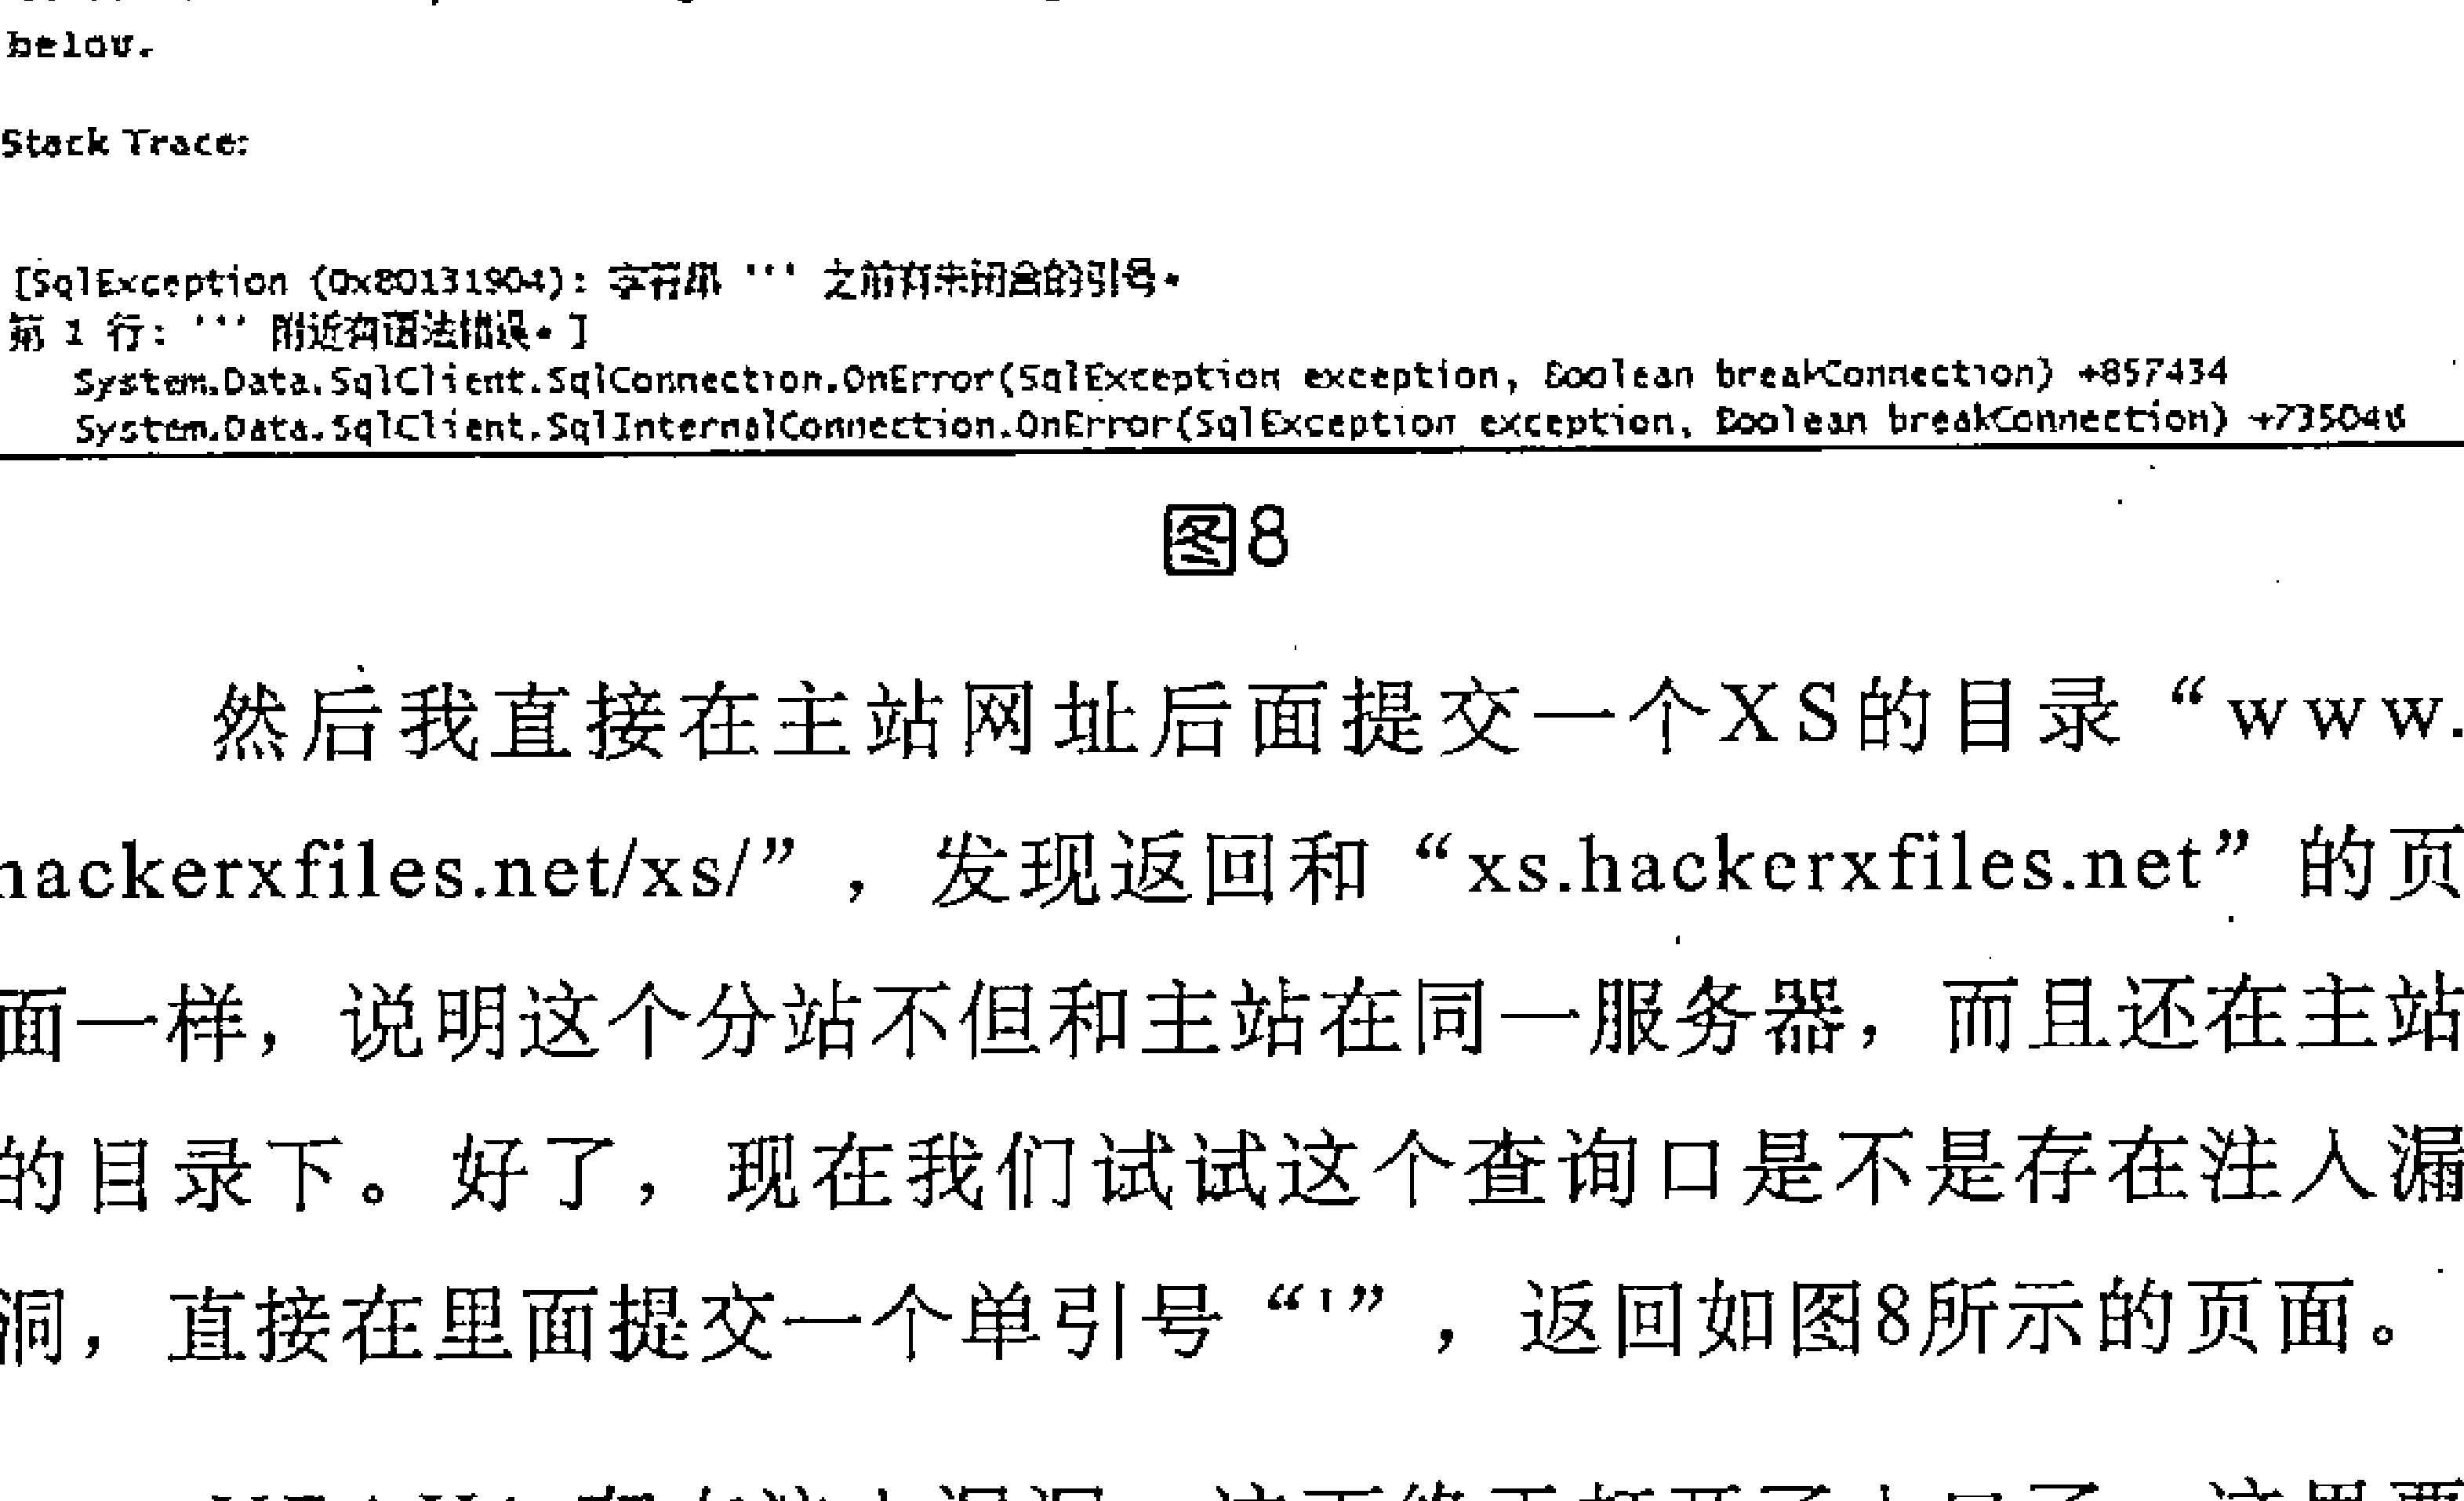 below.
Stack Trace:
[SqlException (0x80131904): 字符串 ''' 之前有未闭合的引号。
第 1 行: ''' 附近有语法错误。]
System.Data.SqlClient.SqlConnection.OnError(SqlException exception, Boolean breakConnection) +857434
System.Data.SqlClient.SqlInternalConnection.OnError(SqlException exception, Boolean breakConnection)
图8
然后我直接在主站网址后面提交一个XS的目录“www.
hackerxfiles.net/xs/”，发现返回和“xs.hackerxfiles.net”的页
面一样，说明这个分站不但和主站在同一服务器，而且还在主站
的目录下。好了，现在我们试试这个查询口是不是存在注入漏
洞，直接在里面提交一个单引号“'”，返回如图8所示的页面。